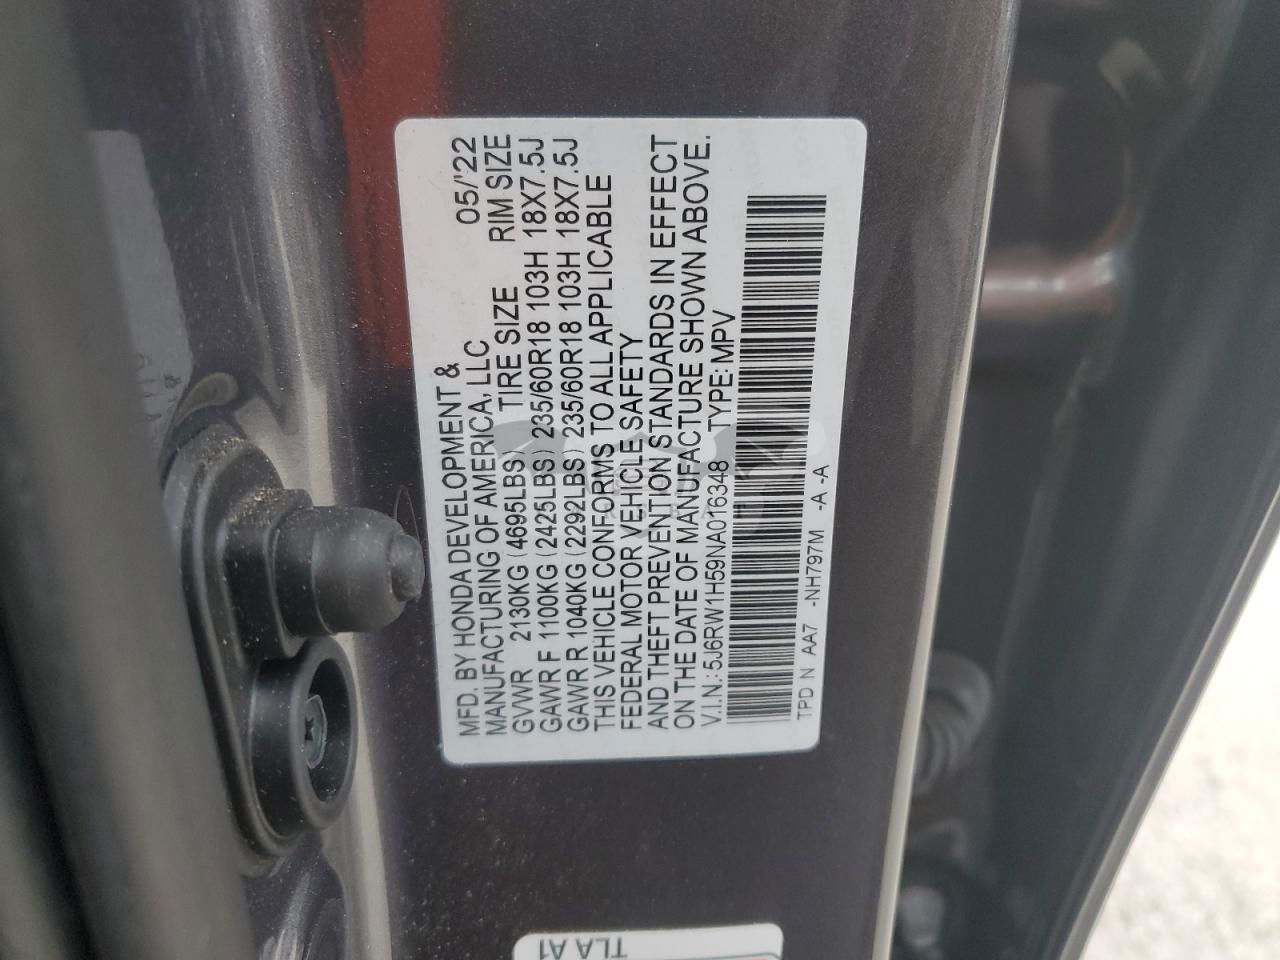 MFD. BY HONDA DEVELOPMENT & 05/'22
MANUFACTURING OF AMERICA, LLC
GVWR 2130KG (4695LBS) TIRE SIZE RIM SIZE
GAWR F 1100KG (2425LBS) 235/60R18 103H 18X7.5J
GAWR R 1040KG (2292LBS) 235/60R18 103H 18X7.5J
THIS VEHICLE CONFORMS TO ALL APPLICABLE
FEDERAL MOTOR VEHICLE SAFETY
AND THEFT PREVENTION STANDARDS IN EFFECT
ON THE DATE OF MANUFACTURE SHOWN ABOVE.
V.I.N.:5J6RW1H59NA016348 TYPE:MPV
TPD N AA7 -NH797M -A -A
TLA A1